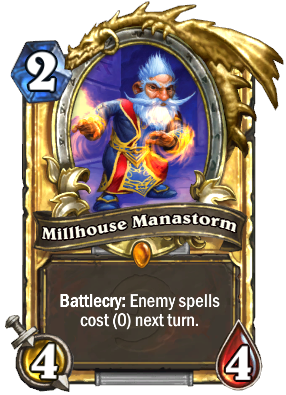 2
Millhouse Manastorm
Battlecry: Enemy spells
cost (0) next turn.
4
4